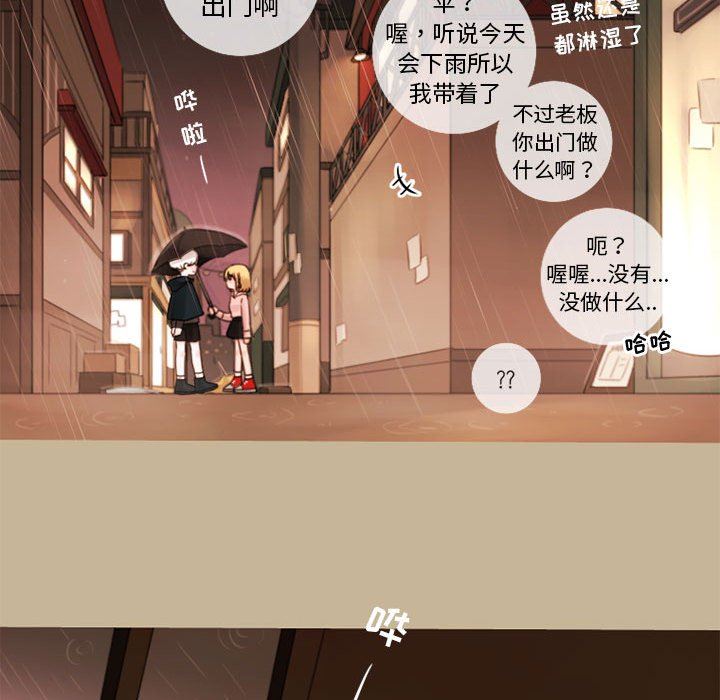 出门啊
平？
喔，听说今天
会下雨所以
我带着了
虽然还是
都淋湿了
不过老板
你出门做
什么啊？
哗
啦
呃？
喔喔...没有...
没做什么..
哈哈
??
哗